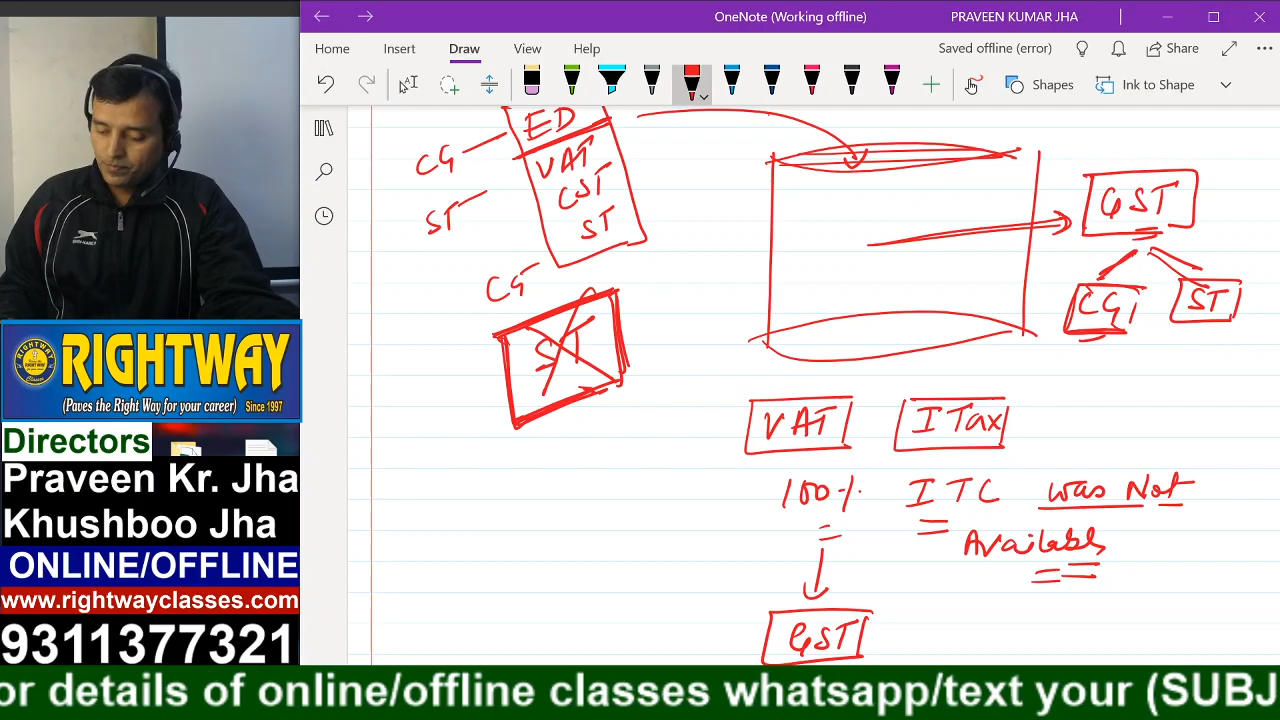 OneNote (Working offline)
PRAVEEN KUMAR JHA
Home Insert Draw View Help
Saved offline (error)
Share
Shapes
Ink to Shape
ED
CG
VAT
CST
ST
ST
CG
ST
GST
CG
ST
VAT
I Tax
100% ITC was Not
Available
GST
RIGHTWAY
(Paves the Right Way for your career) Since 1997
Directors
Praveen Kr. Jha
Khushboo Jha
ONLINE/OFFLINE
www.rightwayclasses.com
9311377321
or details of online/offline classes whatsapp/text your (SUBJ